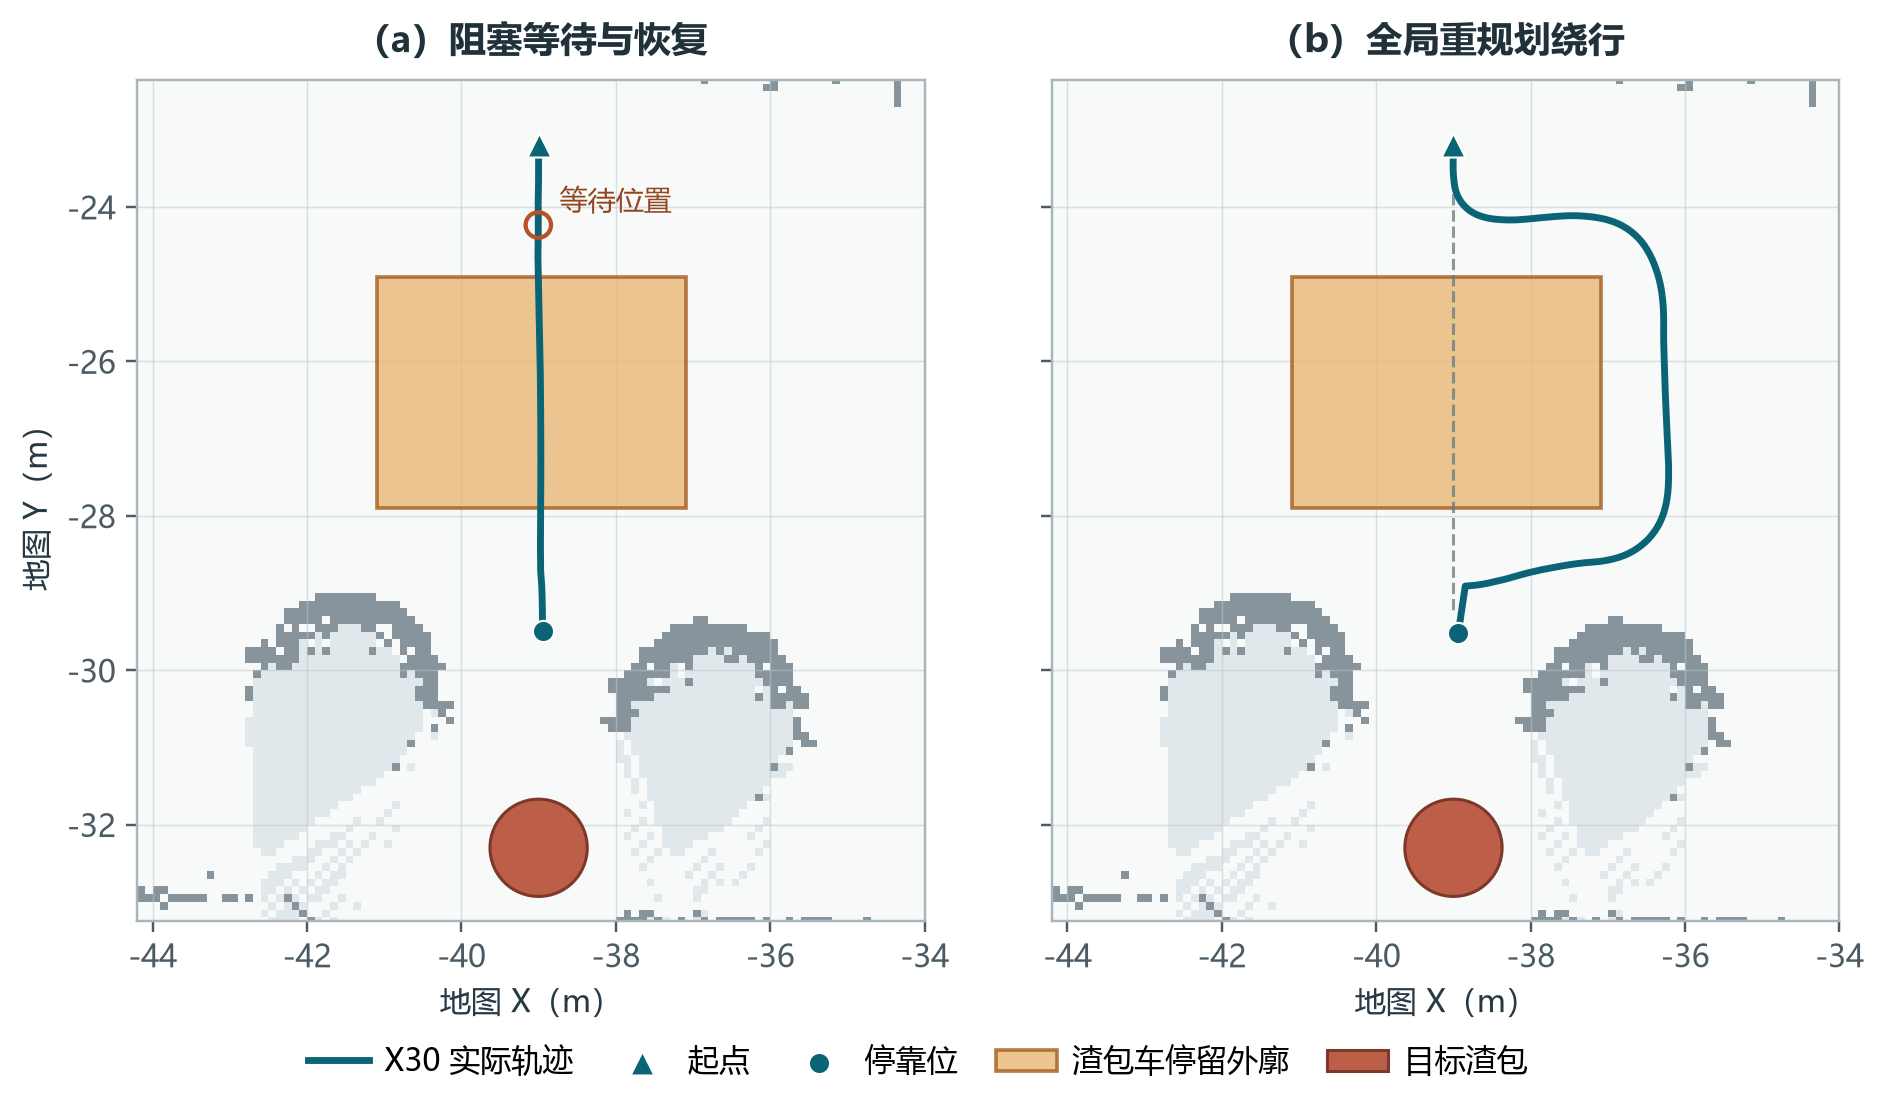 （a）阻塞等待与恢复
（b）全局重规划绕行
等待位置
-24
-26
-28
-30
-32
地图 Y（m）
-44 -42 -40 -38 -36 -34
-44 -42 -40 -38 -36 -34
地图 X（m）
地图 X（m）
X30 实际轨迹 起点 停靠位 渣包车停留外廓 目标渣包